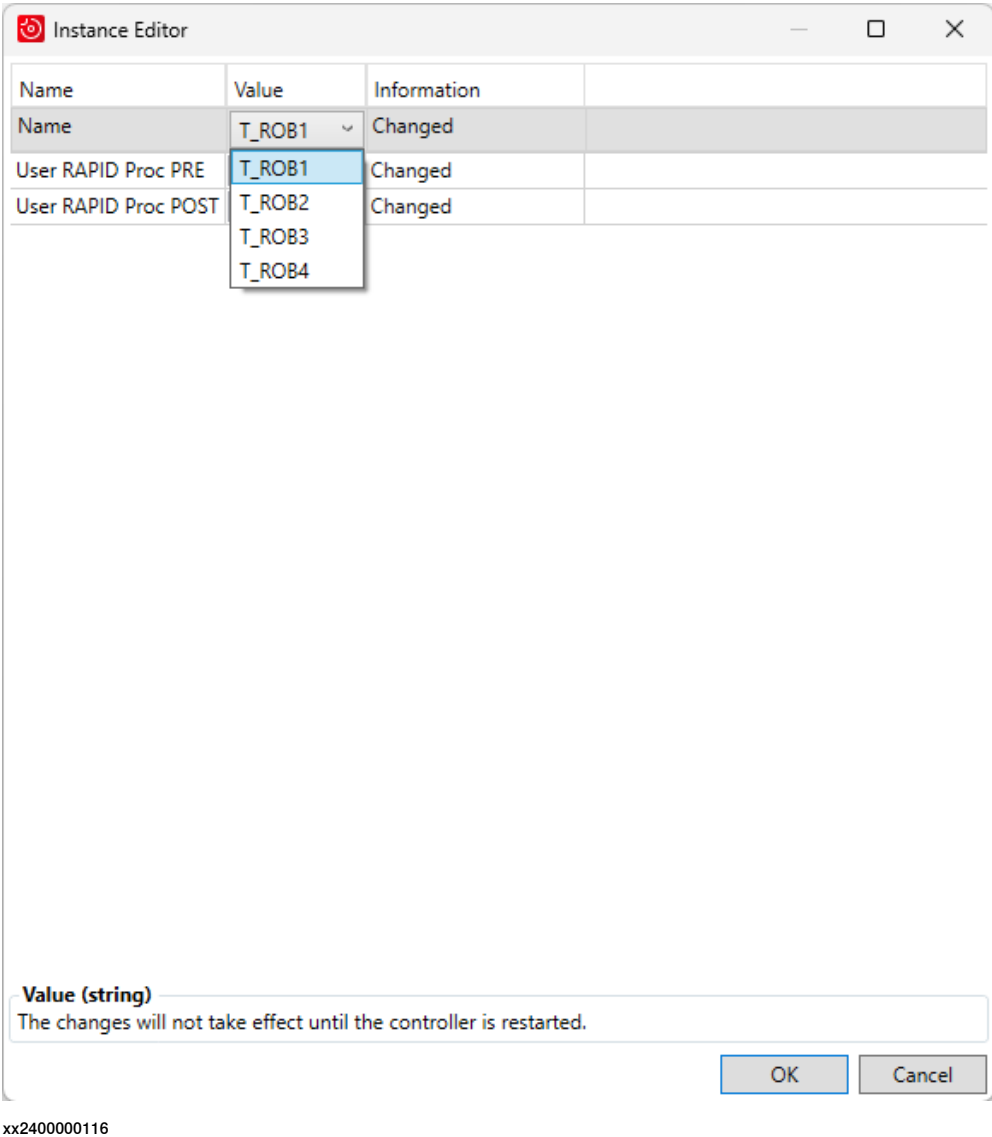 Instance Editor
Name Value Information
Name T_ROB1 Changed
User RAPID Proc PRE T_ROB1 Changed
User RAPID Proc POST T_ROB2 Changed
T_ROB3
T_ROB4
Value (string)
The changes will not take effect until the controller is restarted.
OK Cancel
xx2400000116